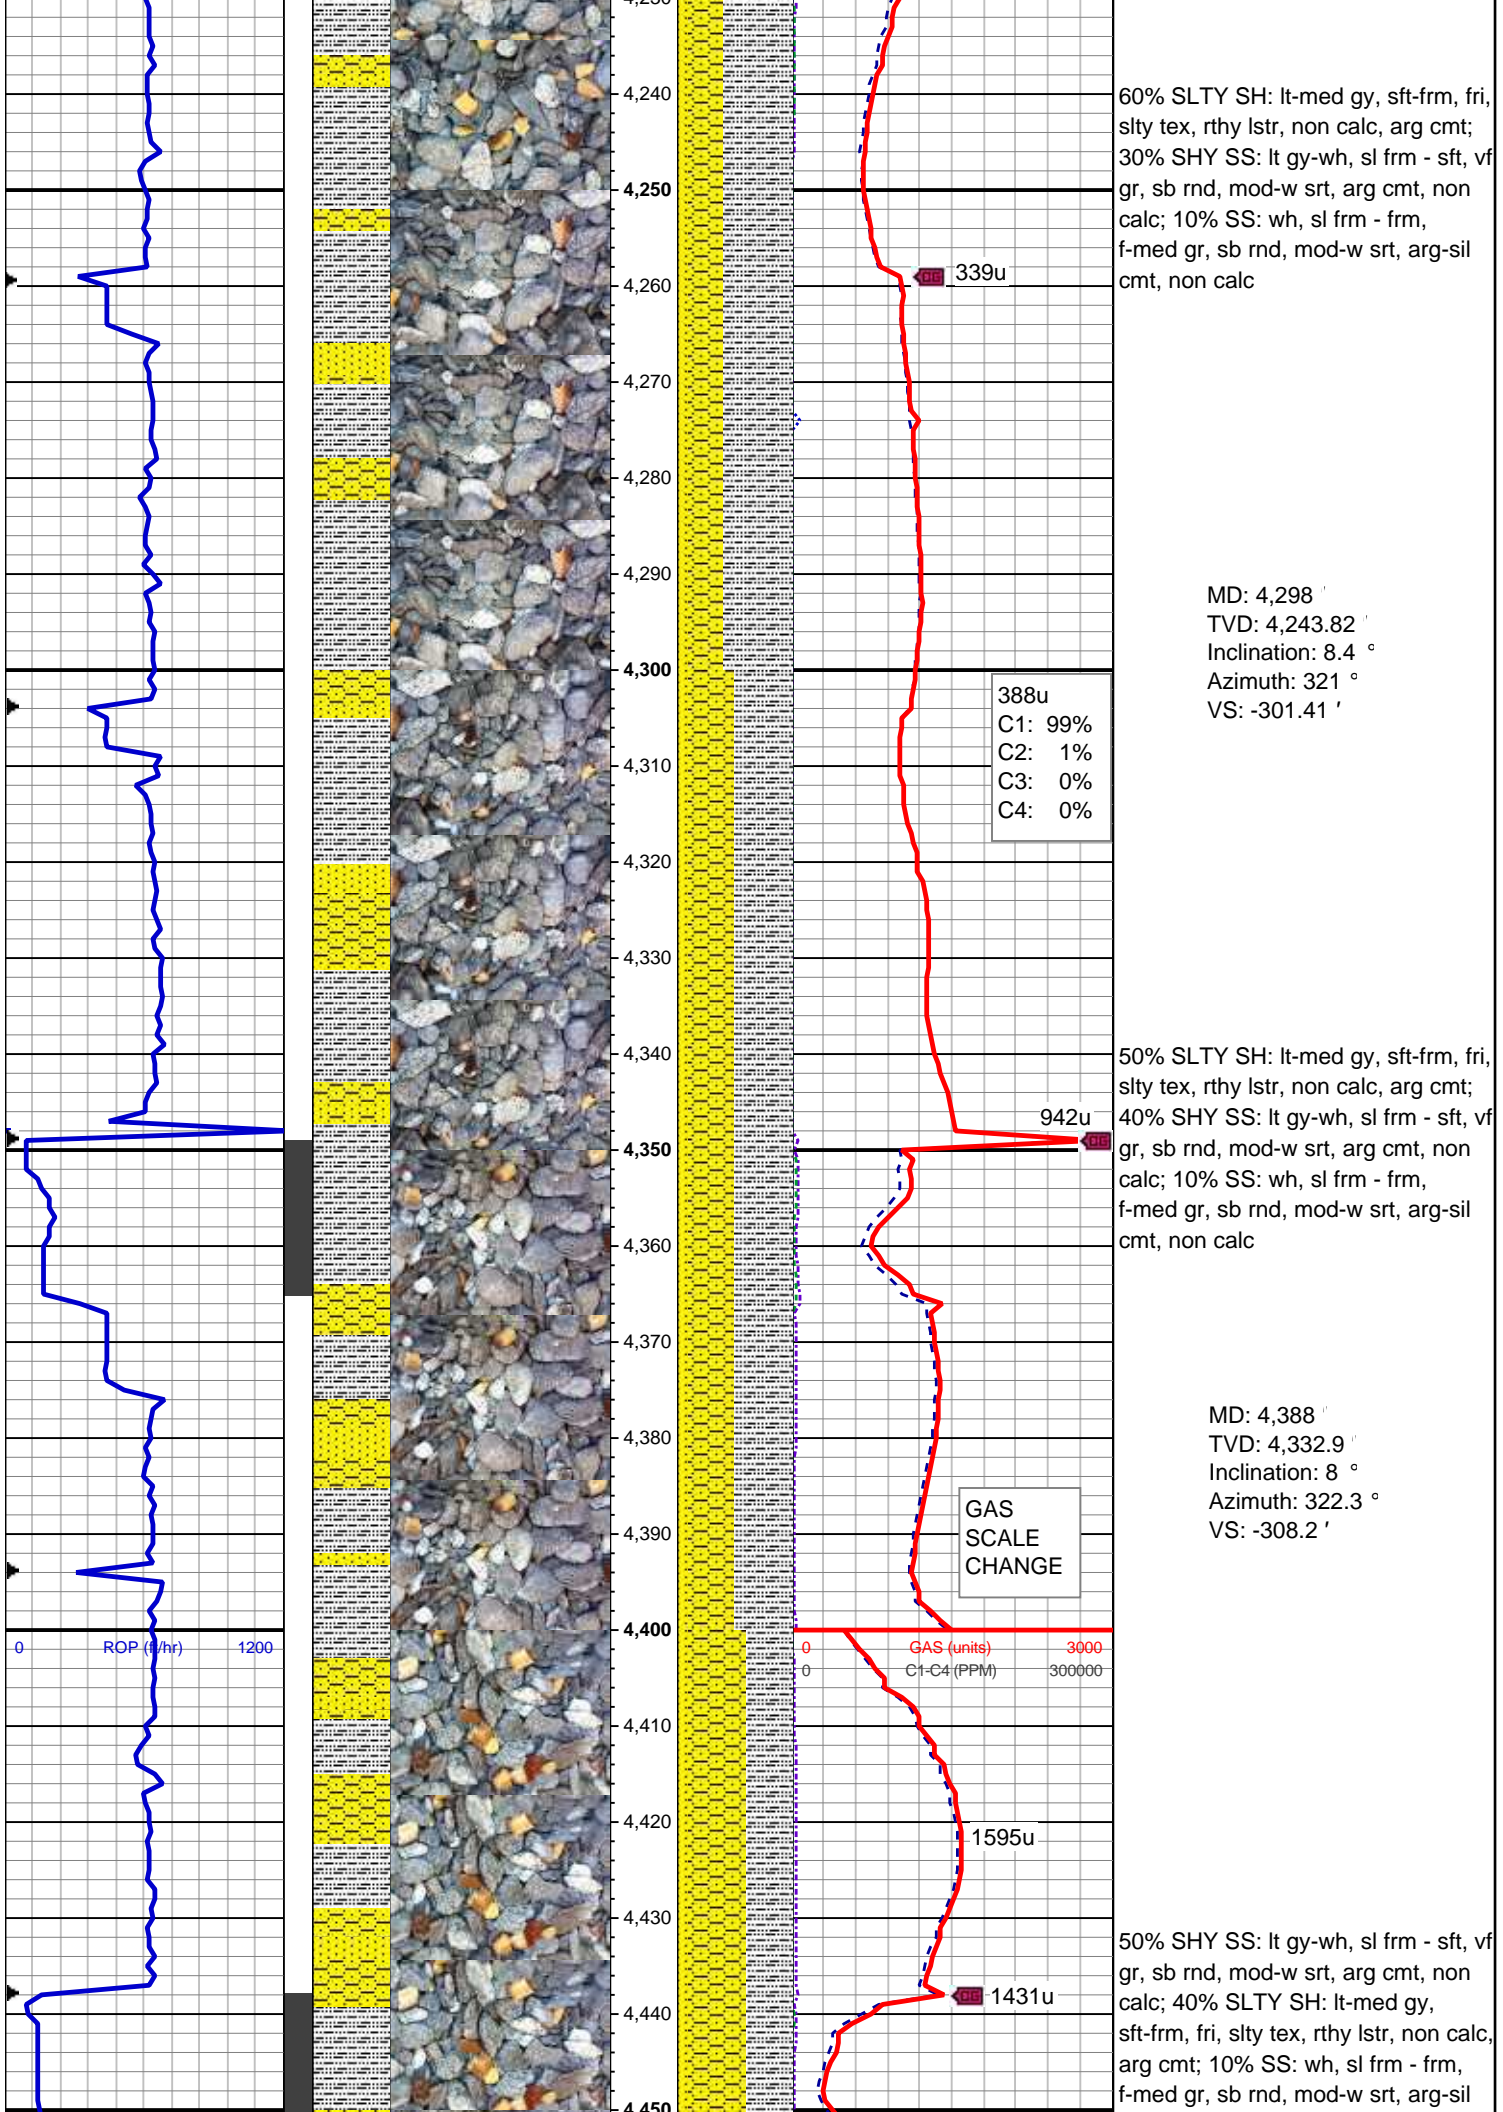 4,240
60% SLTY SH: lt-med gy, sft-frm, fri,
slty tex, rthy lstr, non calc, arg cmt;
30% SHY SS: lt gy-wh, sl frm - sft, vf
gr, sb rnd, mod-w srt, arg cmt, non
calc; 10% SS: wh, sl frm - frm,
f-med gr, sb rnd, mod-w srt, arg-sil
cmt, non calc
4,250
CG 339u
4,260
4,270
4,280
4,290
MD: 4,298 '
TVD: 4,243.82 '
Inclination: 8.4 °
Azimuth: 321 °
VS: -301.41 '
4,300
388u
C1: 99%
C2: 1%
C3: 0%
C4: 0%
4,310
4,320
4,330
4,340
50% SLTY SH: lt-med gy, sft-frm, fri,
slty tex, rthy lstr, non calc, arg cmt;
40% SHY SS: lt gy-wh, sl frm - sft, vf
gr, sb rnd, mod-w srt, arg cmt, non
calc; 10% SS: wh, sl frm - frm,
f-med gr, sb rnd, mod-w srt, arg-sil
cmt, non calc
942u CG
4,350
4,360
4,370
4,380
MD: 4,388 '
TVD: 4,332.9 '
Inclination: 8 °
Azimuth: 322.3 °
VS: -308.2 '
4,390
GAS
SCALE
CHANGE
4,400
0 ROP (ft/hr) 1200
0 GAS (units) 3000
0 C1-C4 (PPM) 300000
4,410
4,420
1595u
4,430
50% SHY SS: lt gy-wh, sl frm - sft, vf
gr, sb rnd, mod-w srt, arg cmt, non
calc; 40% SLTY SH: lt-med gy,
sft-frm, fri, slty tex, rthy lstr, non calc,
arg cmt; 10% SS: wh, sl frm - frm,
f-med gr, sb rnd, mod-w srt, arg-sil
CG 1431u
4,440
4,450